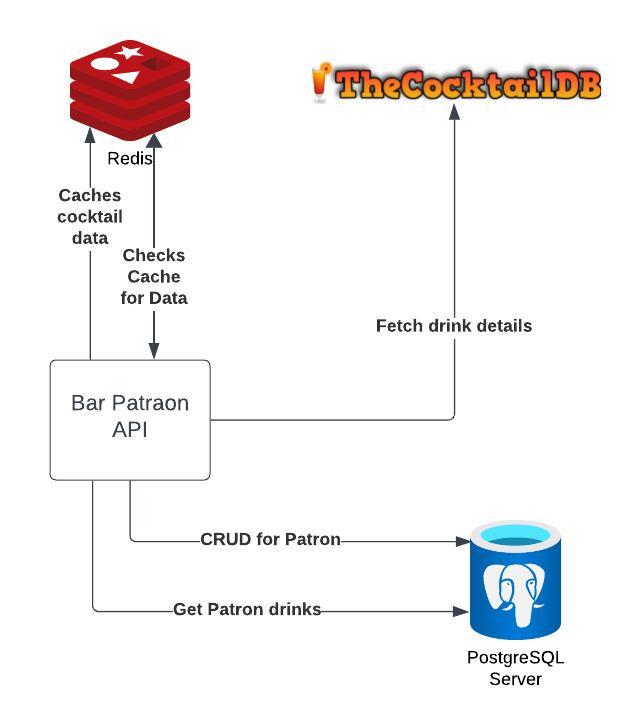 TheCocktailDB
Redis
Caches
cocktail
data
Checks
Cache
for Data
Fetch drink details
Bar Patraon
API
CRUD for Patron
Get Patron drinks
PostgreSQL
Server